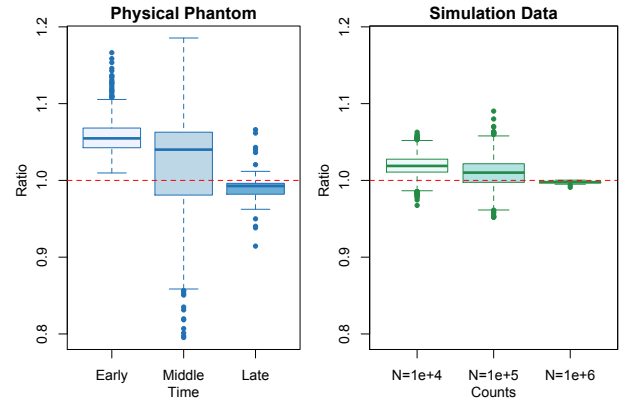 Physical Phantom
Ratio
1.2
1.1
1.0
0.9
0.8
Early Middle Late
Time
Simulation Data
Ratio
1.2
1.1
1.0
0.9
0.8
N=1e+4 N=1e+5 N=1e+6
Counts